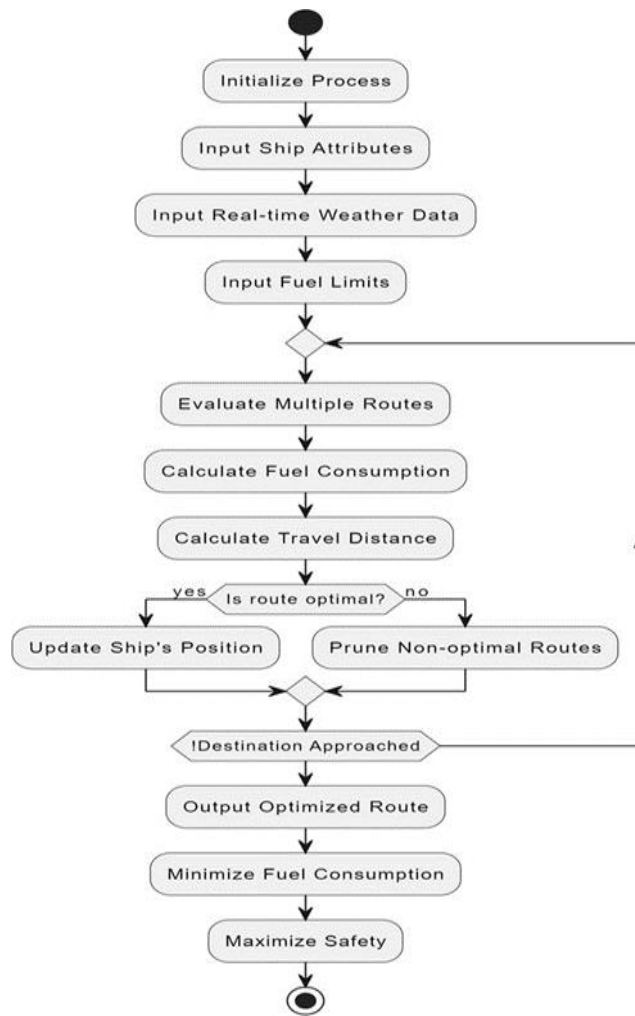 Initialize Process
Input Ship Attributes
Input Real-time Weather Data
Input Fuel Limits
Evaluate Multiple Routes
Calculate Fuel Consumption
Calculate Travel Distance
yes
Is route optimal?
no
Update Ship's Position
Prune Non-optimal Routes
!Destination Approached
Output Optimized Route
Minimize Fuel Consumption
Maximize Safety